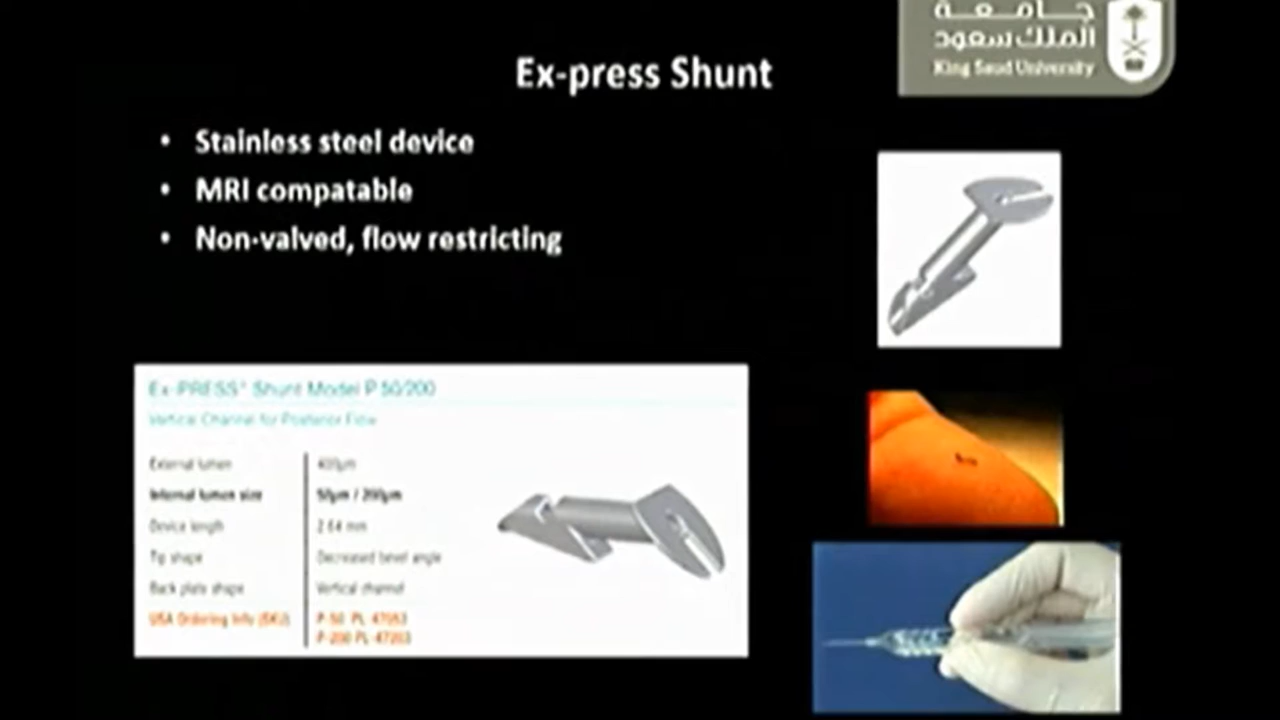 جـــامـعـــة
الملك سعود
King Saud University
Ex-press Shunt
• Stainless steel device
• MRI compatable
• Non-valved, flow restricting
Ex-PRESS® Shunt Model P 50/200
Vertical Channel for Posterior Flow
External lumen 400µm
Internal lumen size 50µm / 200µm
Device length 2.64 mm
Tip shape Decreased bevel angle
Back plate shape Vertical channel
USA Ordering Info (SKU) P-50 PL
P-200 PL